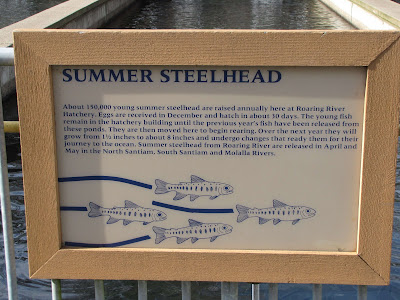 SUMMER STEELHEAD
About 150,000 young summer steelhead are raised annually here at Roaring River
Hatchery. Eggs are received in December and hatch in about 30 days. The young fish
remain in the hatchery building until the previous year's fish have been released from
these ponds. They are then moved here to begin rearing. Over the next year they will
grow from 1½ inches to about 8 inches and undergo changes that ready them for their
journey to the ocean. Summer steelhead from Roaring River are released in April and
May in the North Santiam, South Santiam and Molalla Rivers.